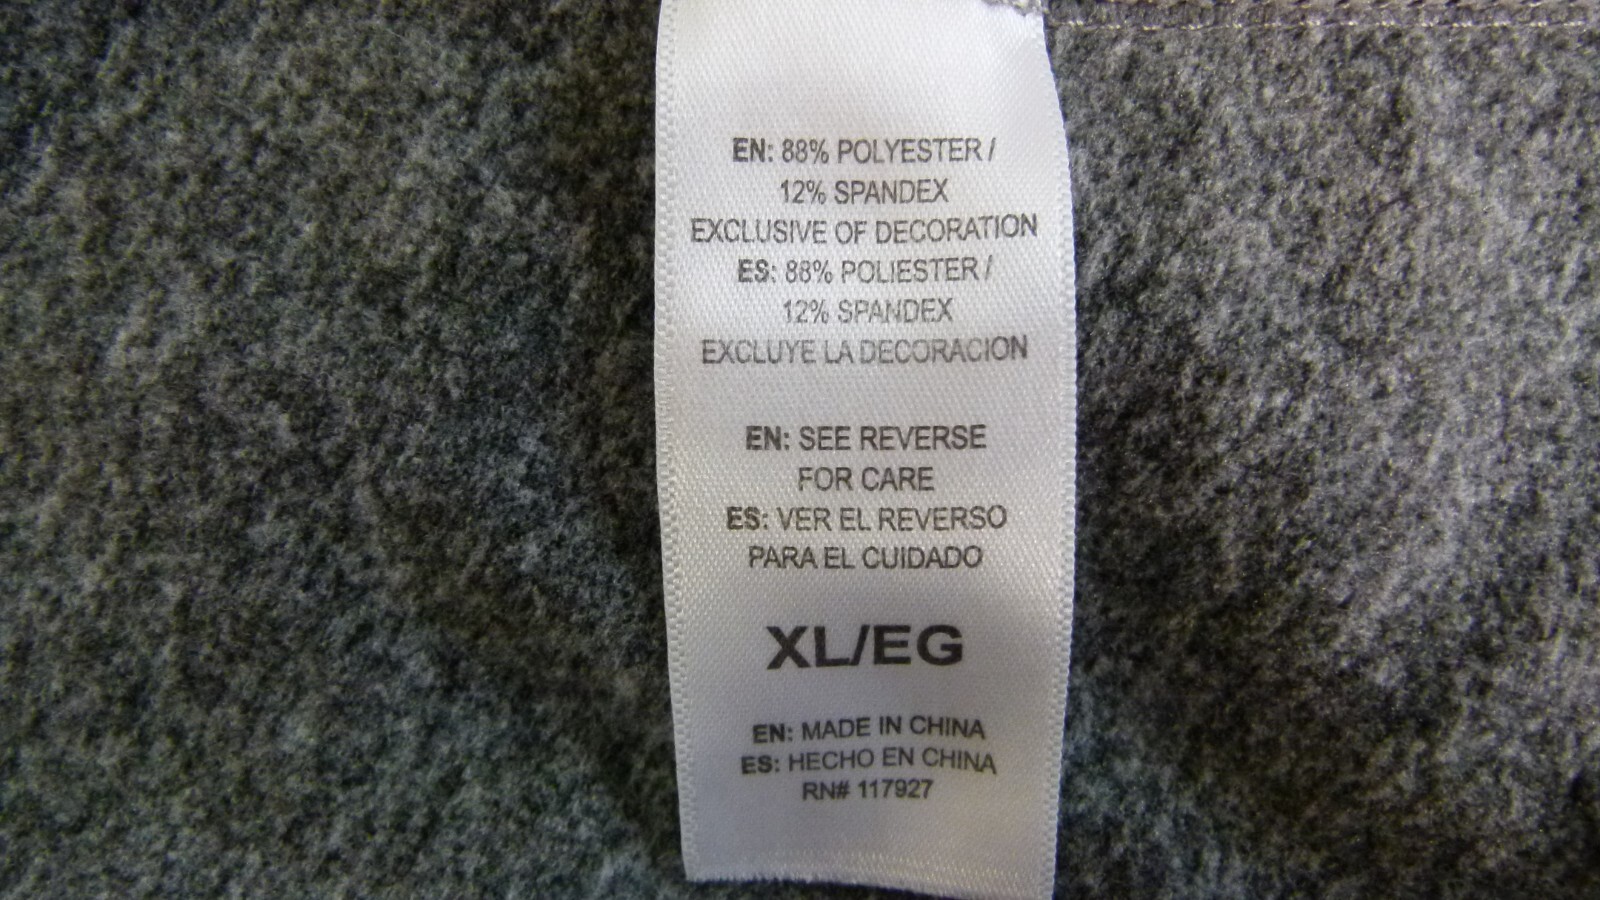 EN: 88% POLYESTER /
12% SPANDEX
EXCLUSIVE OF DECORATION
ES: 88% POLIESTER /
12% SPANDEX
EXCLUYE LA DECORACION
EN: SEE REVERSE
FOR CARE
ES: VER EL REVERSO
PARA EL CUIDADO
XL/EG
EN: MADE IN CHINA
ES: HECHO EN CHINA
RN# 117927